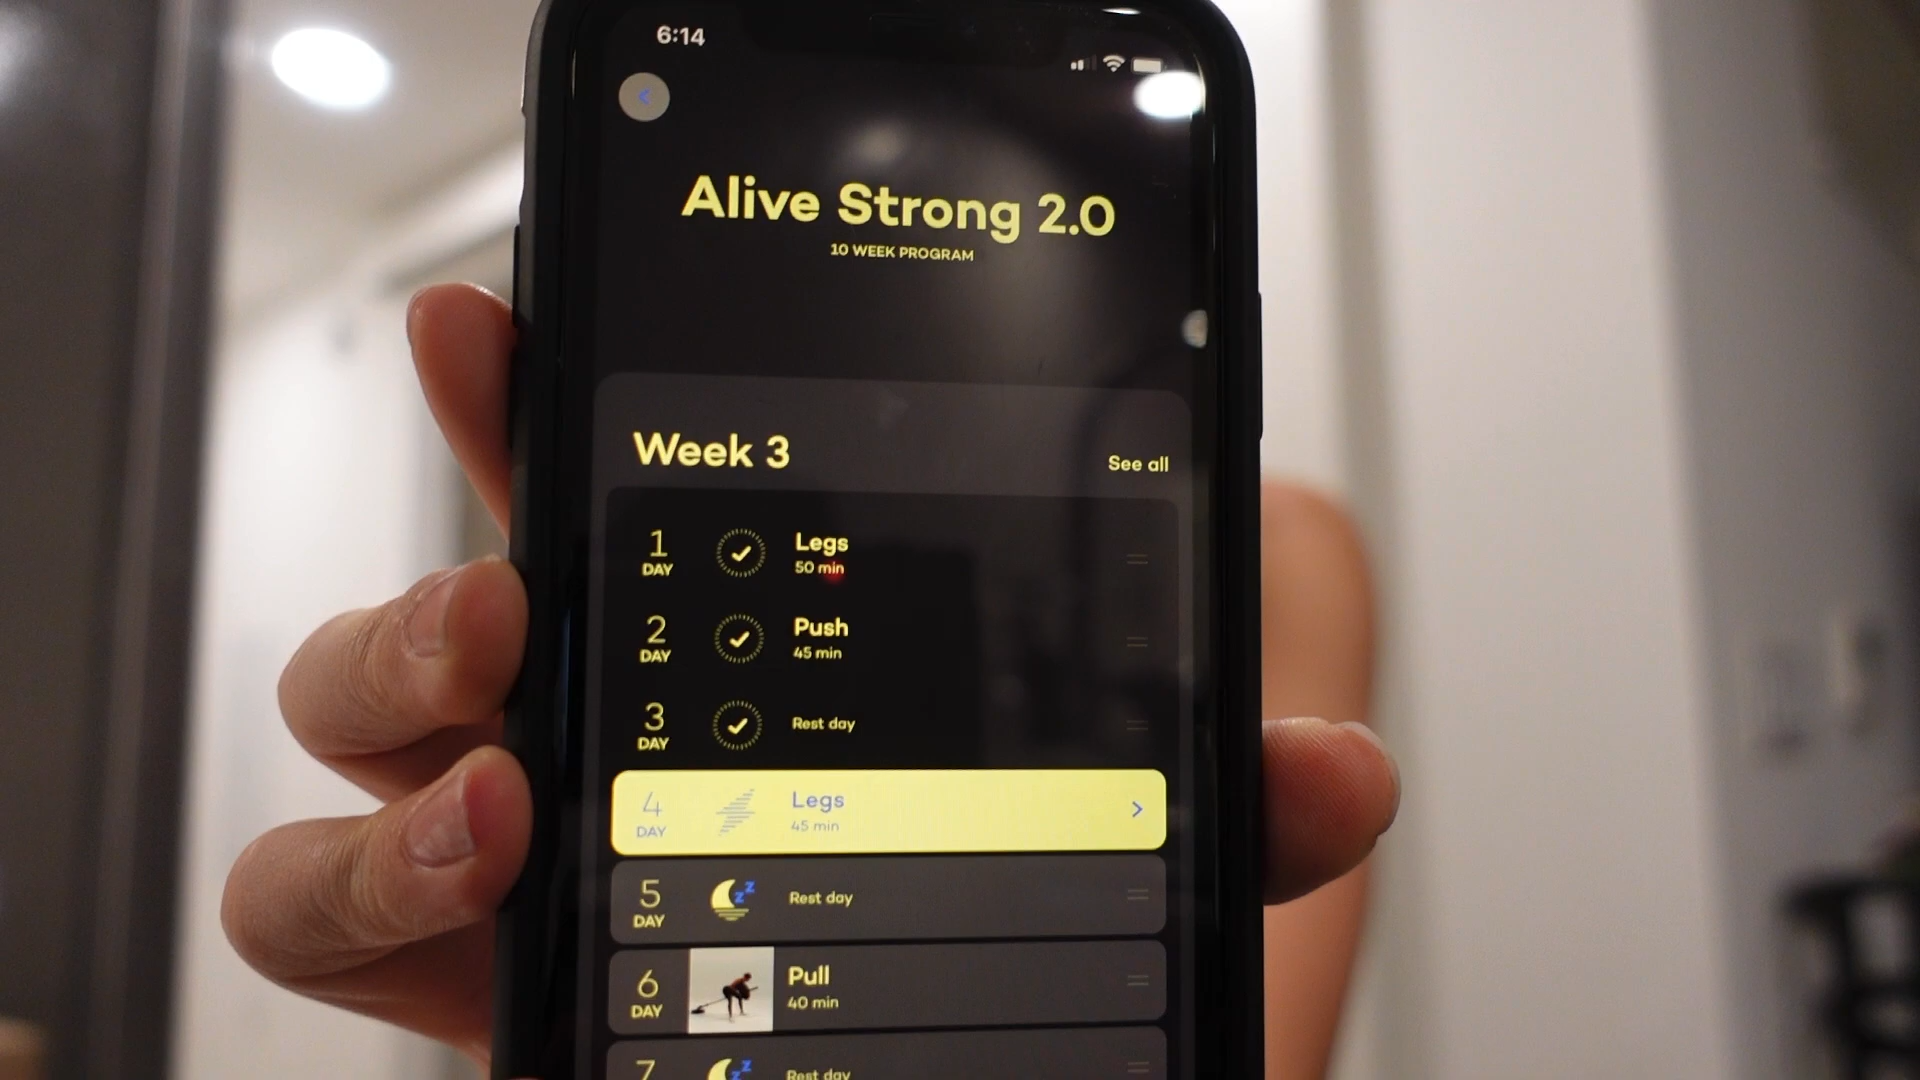 6:14
Alive Strong 2.0
10 WEEK PROGRAM
Week 3
See all
1
DAY
Legs
50 min
2
DAY
Push
45 min
3
DAY
Rest day
4
DAY
Legs
45 min
5
DAY
zz
Rest day
6
DAY
Pull
40 min
7
zz
Rest day